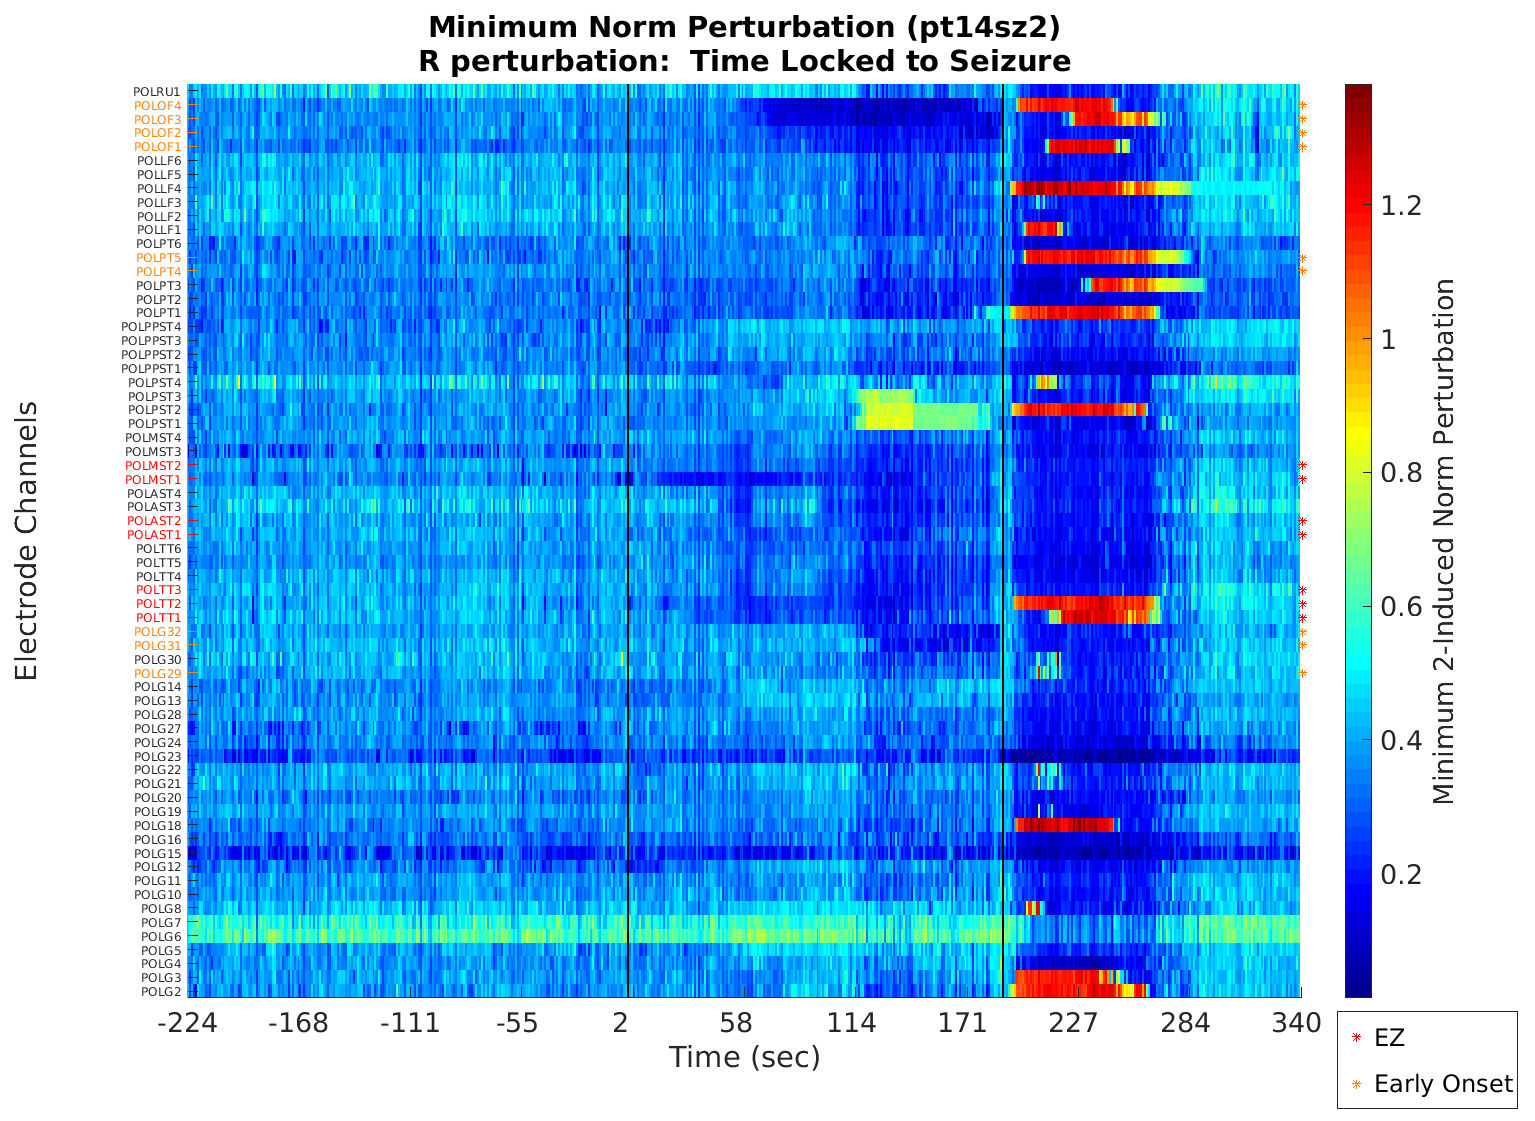 Minimum Norm Perturbation (pt14sz2)
R perturbation:  Time Locked to Seizure
Electrode Channels
POLRU1
POLOF4
POLOF3
POLOF2
POLOF1
POLLF6
POLLF5
POLLF4
POLLF3
POLLF2
POLLF1
POLPT6
POLPT5
POLPT4
POLPT3
POLPT2
POLPT1
POLPPST4
POLPPST3
POLPPST2
POLPPST1
POLPST4
POLPST3
POLPST2
POLPST1
POLMST4
POLMST3
POLMST2
POLMST1
POLAST4
POLAST3
POLAST2
POLAST1
POLTT6
POLTT5
POLTT4
POLTT3
POLTT2
POLTT1
POLG32
POLG31
POLG30
POLG29
POLG14
POLG13
POLG28
POLG27
POLG24
POLG23
POLG22
POLG21
POLG20
POLG19
POLG18
POLG16
POLG15
POLG12
POLG11
POLG10
POLG8
POLG7
POLG6
POLG5
POLG4
POLG3
POLG2
-224 -168 -111 -55 2 58 114 171 227 284 340
Time (sec)
1.2
1
0.8
0.6
0.4
0.2
Minimum 2-Induced Norm Perturbation
EZ
Early Onset